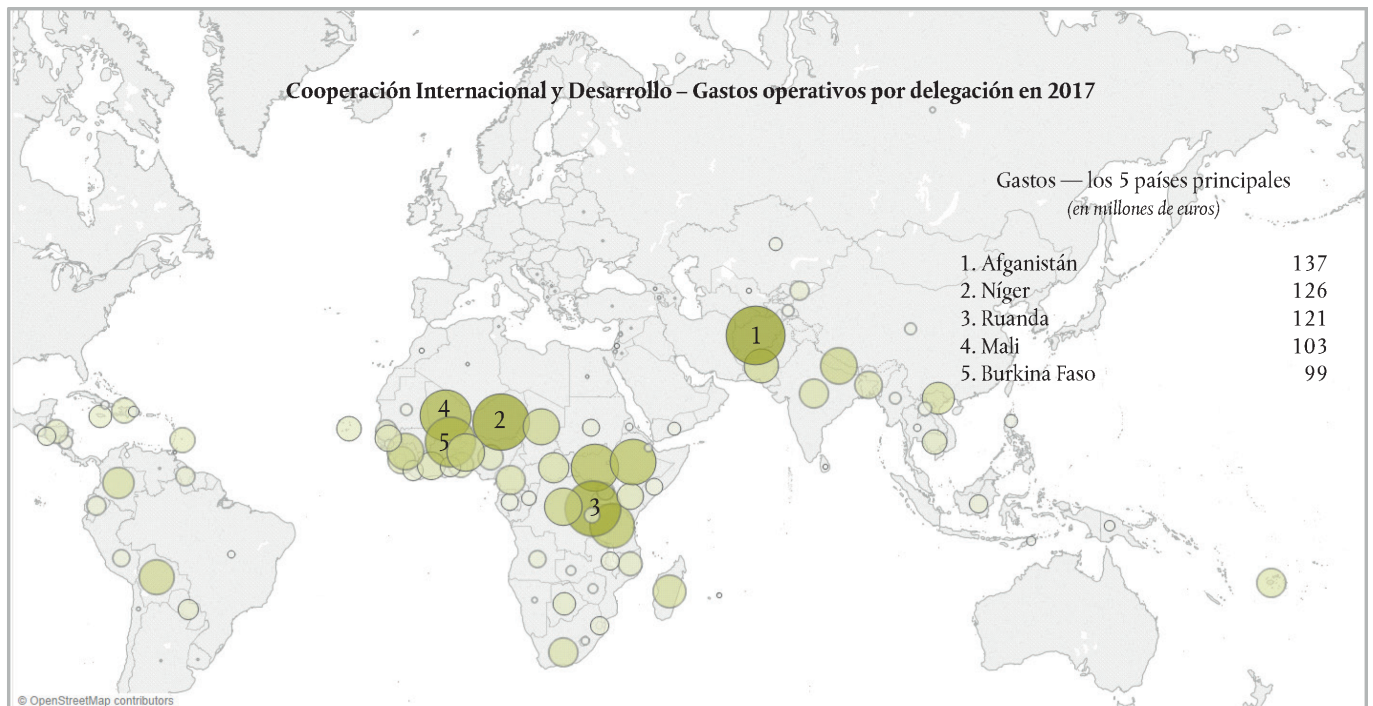 Cooperación Internacional y Desarrollo – Gastos operativos por delegación en 2017
Gastos — los 5 países principales
(en millones de euros)
1. Afganistán 137
2. Níger 126
3. Ruanda 121
4. Mali 103
5. Burkina Faso 99
1
4
2
5
3
© OpenStreetMap contributors